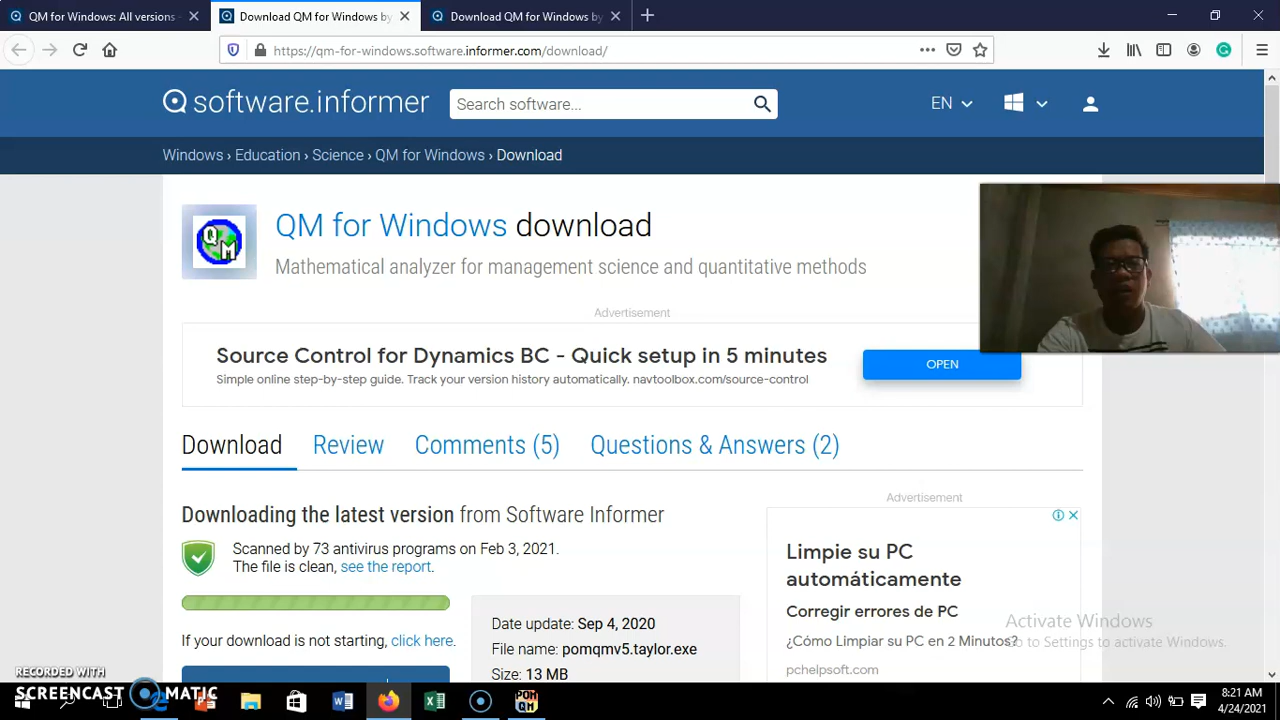 QM for Windows: All versions -
Download QM for Windows by
Download QM for Windows by
https://qm-for-windows.software.informer.com/download/
software.informer
Search software...
EN
Windows › Education › Science › QM for Windows › Download
QM
QM for Windows download
Mathematical analyzer for management science and quantitative methods
Advertisement
Source Control for Dynamics BC - Quick setup in 5 minutes
Simple online step-by-step guide. Track your version history automatically. navtoolbox.com/source-control
OPEN
Download
Review
Comments (5)
Questions & Answers (2)
Advertisement
Downloading the latest version from Software Informer
Scanned by 73 antivirus programs on Feb 3, 2021.
The file is clean, see the report.
Limpie su PC
automáticamente
Corregir errores de PC
¿Cómo Limpiar su PC en 2 Minutos?
pchelpsoft.com
Date update: Sep 4, 2020
File name: pomqmv5.taylor.exe
Size: 13 MB
If your download is not starting, click here.
Activate Windows
Go to Settings to activate Windows.
RECORDED WITH
SCREENCAST MATIC
POM
QM
8:21 AM
4/24/2021